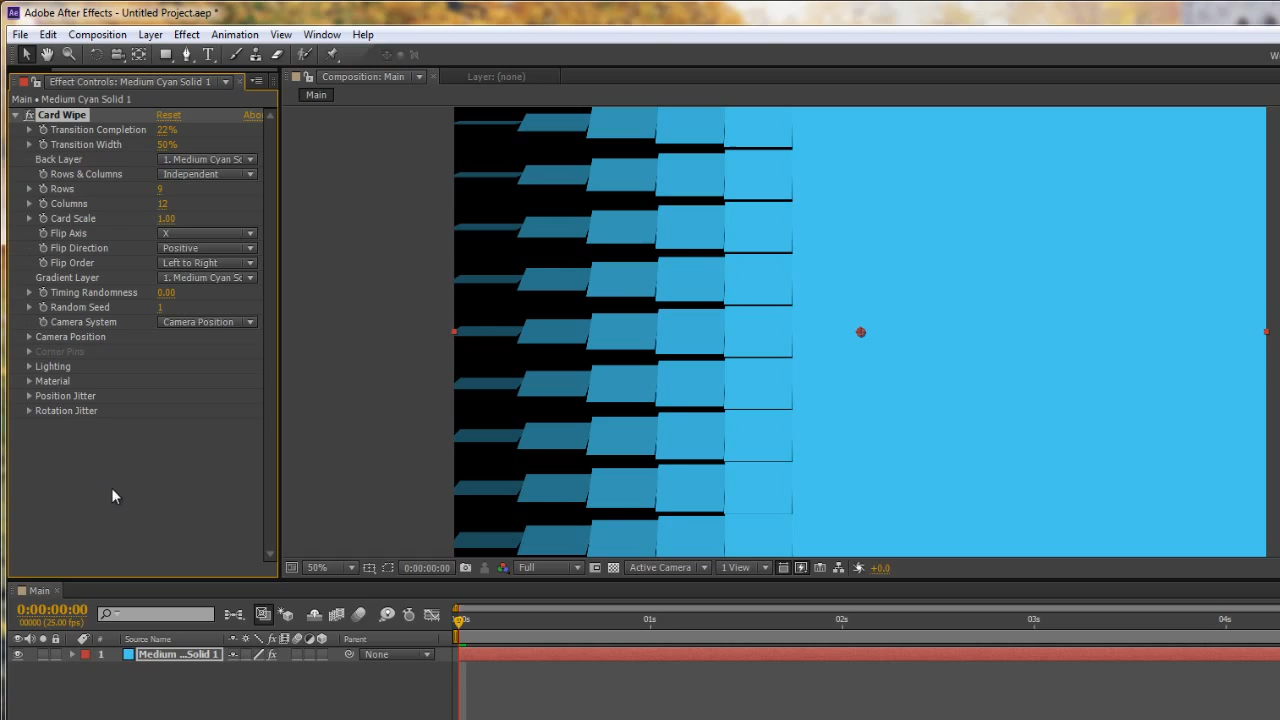 Ae Adobe After Effects - Untitled Project.aep *
File Edit Composition Layer Effect Animation View Window Help
Effect Controls: Medium Cyan Solid 1
Composition: Main
Layer: (none)
Main • Medium Cyan Solid 1
Main
fx Card Wipe Reset Abo
Transition Completion 22%
Transition Width 50%
Back Layer 1. Medium Cyan Sc
Rows & Columns Independent
Rows 9
Columns 12
Card Scale 1.00
Flip Axis X
Flip Direction Positive
Flip Order Left to Right
Gradient Layer 1. Medium Cyan Sc
Timing Randomness 0.00
Random Seed 1
Camera System Camera Position
Camera Position
Corner Pins
Lighting
Material
Position Jitter
Rotation Jitter
50% 0:00:00:00 Full Active Camera 1 View +0.0
Main
0:00:00:00
00000 (25.00 fps)
01s 02s 03s 04s
# Source Name Parent
1 Medium ...Solid 1 fx None